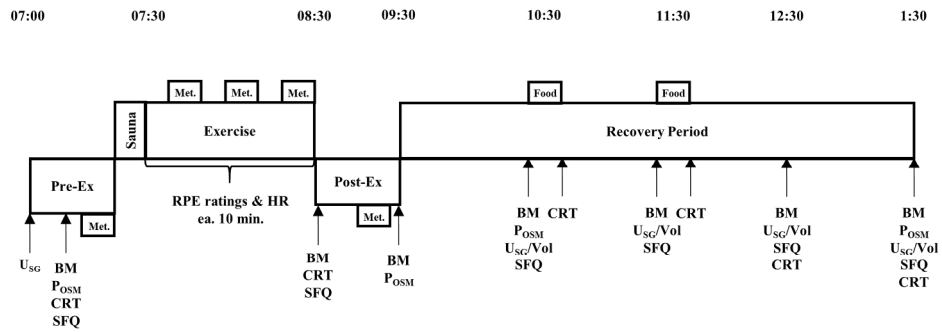 07:00 07:30 08:30 09:30 10:30 11:30 12:30 1:30
Met. Met. Met. Food Food
Sauna
Exercise
Recovery Period
Pre-Ex
RPE ratings & HR
ea. 10 min.
Post-Ex
Met.
Met.
USG
BM
POSM
CRT
SFQ
BM
CRT
SFQ
BM
POSM
BM
POSM
USG/Vol
SFQ
CRT
BM
USG/Vol
SFQ
CRT
BM
USG/Vol
SFQ
CRT
BM
POSM
USG/Vol
SFQ
CRT